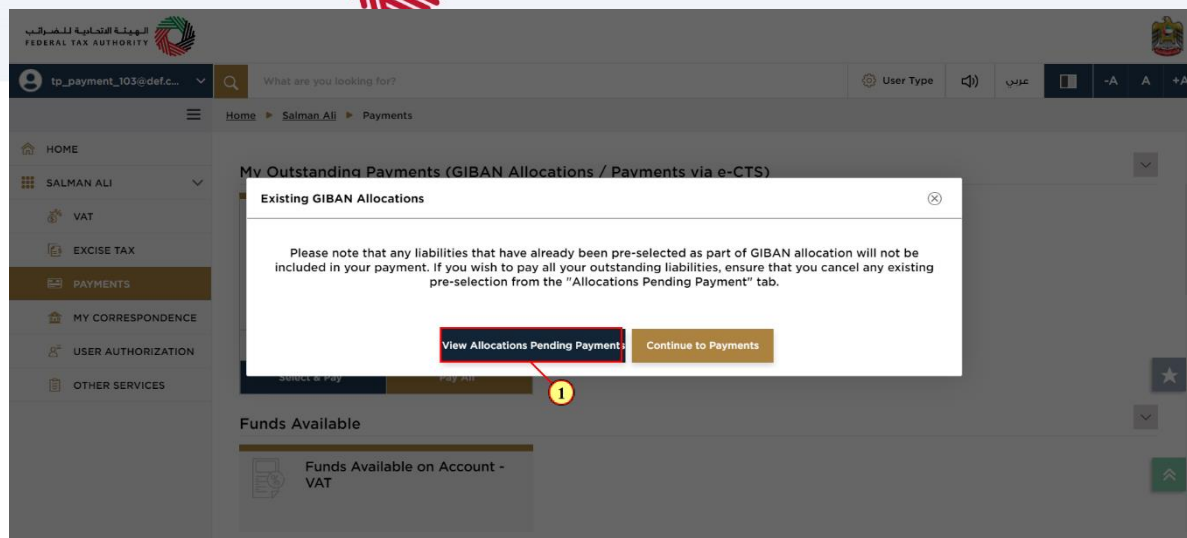 الهيئة الاتحادية للضرائب
FEDERAL TAX AUTHORITY
tp_payment_103@def.c...
What are you looking for?
User Type
عربي
-A A +A
Home ▶ Salman Ali ▶ Payments
HOME
SALMAN ALI
VAT
EXCISE TAX
PAYMENTS
MY CORRESPONDENCE
USER AUTHORIZATION
OTHER SERVICES
My Outstanding Payments (GIBAN Allocations / Payments via e-CTS)
Existing GIBAN Allocations
Please note that any liabilities that have already been pre-selected as part of GIBAN allocation will not be
included in your payment. If you wish to pay all your outstanding liabilities, ensure that you cancel any existing
pre-selection from the "Allocations Pending Payment" tab.
View Allocations Pending Payments
Continue to Payments
Select & Pay
Pay All
1
Funds Available
Funds Available on Account -
VAT